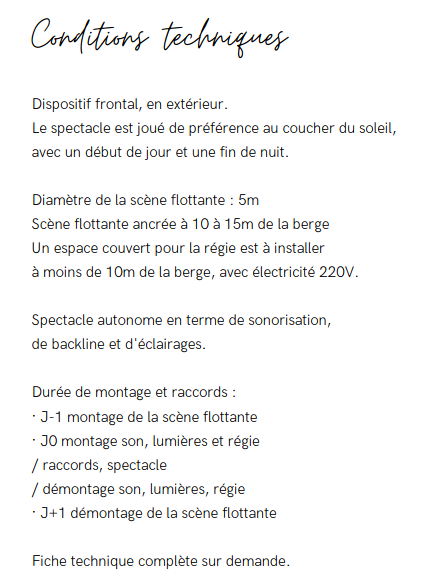 Conditions techniques
Dispositif frontal, en extérieur.
Le spectacle est joué de préférence au coucher du soleil,
avec un début de jour et une fin de nuit.
Diamètre de la scène flottante : 5m
Scène flottante ancrée à 10 à 15m de la berge
Un espace couvert pour la régie est à installer
à moins de 10m de la berge, avec électricité 220V.
Spectacle autonome en terme de sonorisation,
de backline et d'éclairages.
Durée de montage et raccords :
· J-1 montage de la scène flottante
· J0 montage son, lumières et régie
/ raccords, spectacle
/ démontage son, lumières, régie
· J+1 démontage de la scène flottante
Fiche technique complète sur demande.